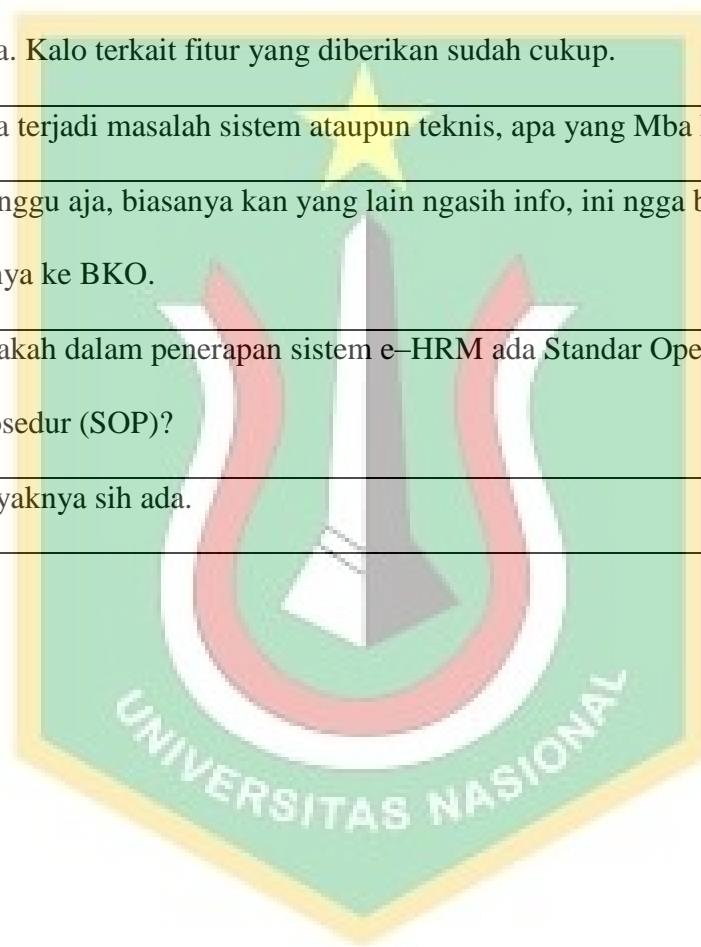 a. Kalo terkait fitur yang diberikan sudah cukup.
a terjadi masalah sistem ataupun teknis, apa yang Mba
nggu aja, biasanya kan yang lain ngasih info, ini ngga b
nya ke BKO.
akah dalam penerapan sistem e–HRM ada Standar Ope
osedur (SOP)?
yaknya sih ada.
UNIVERSITAS NASIONAL